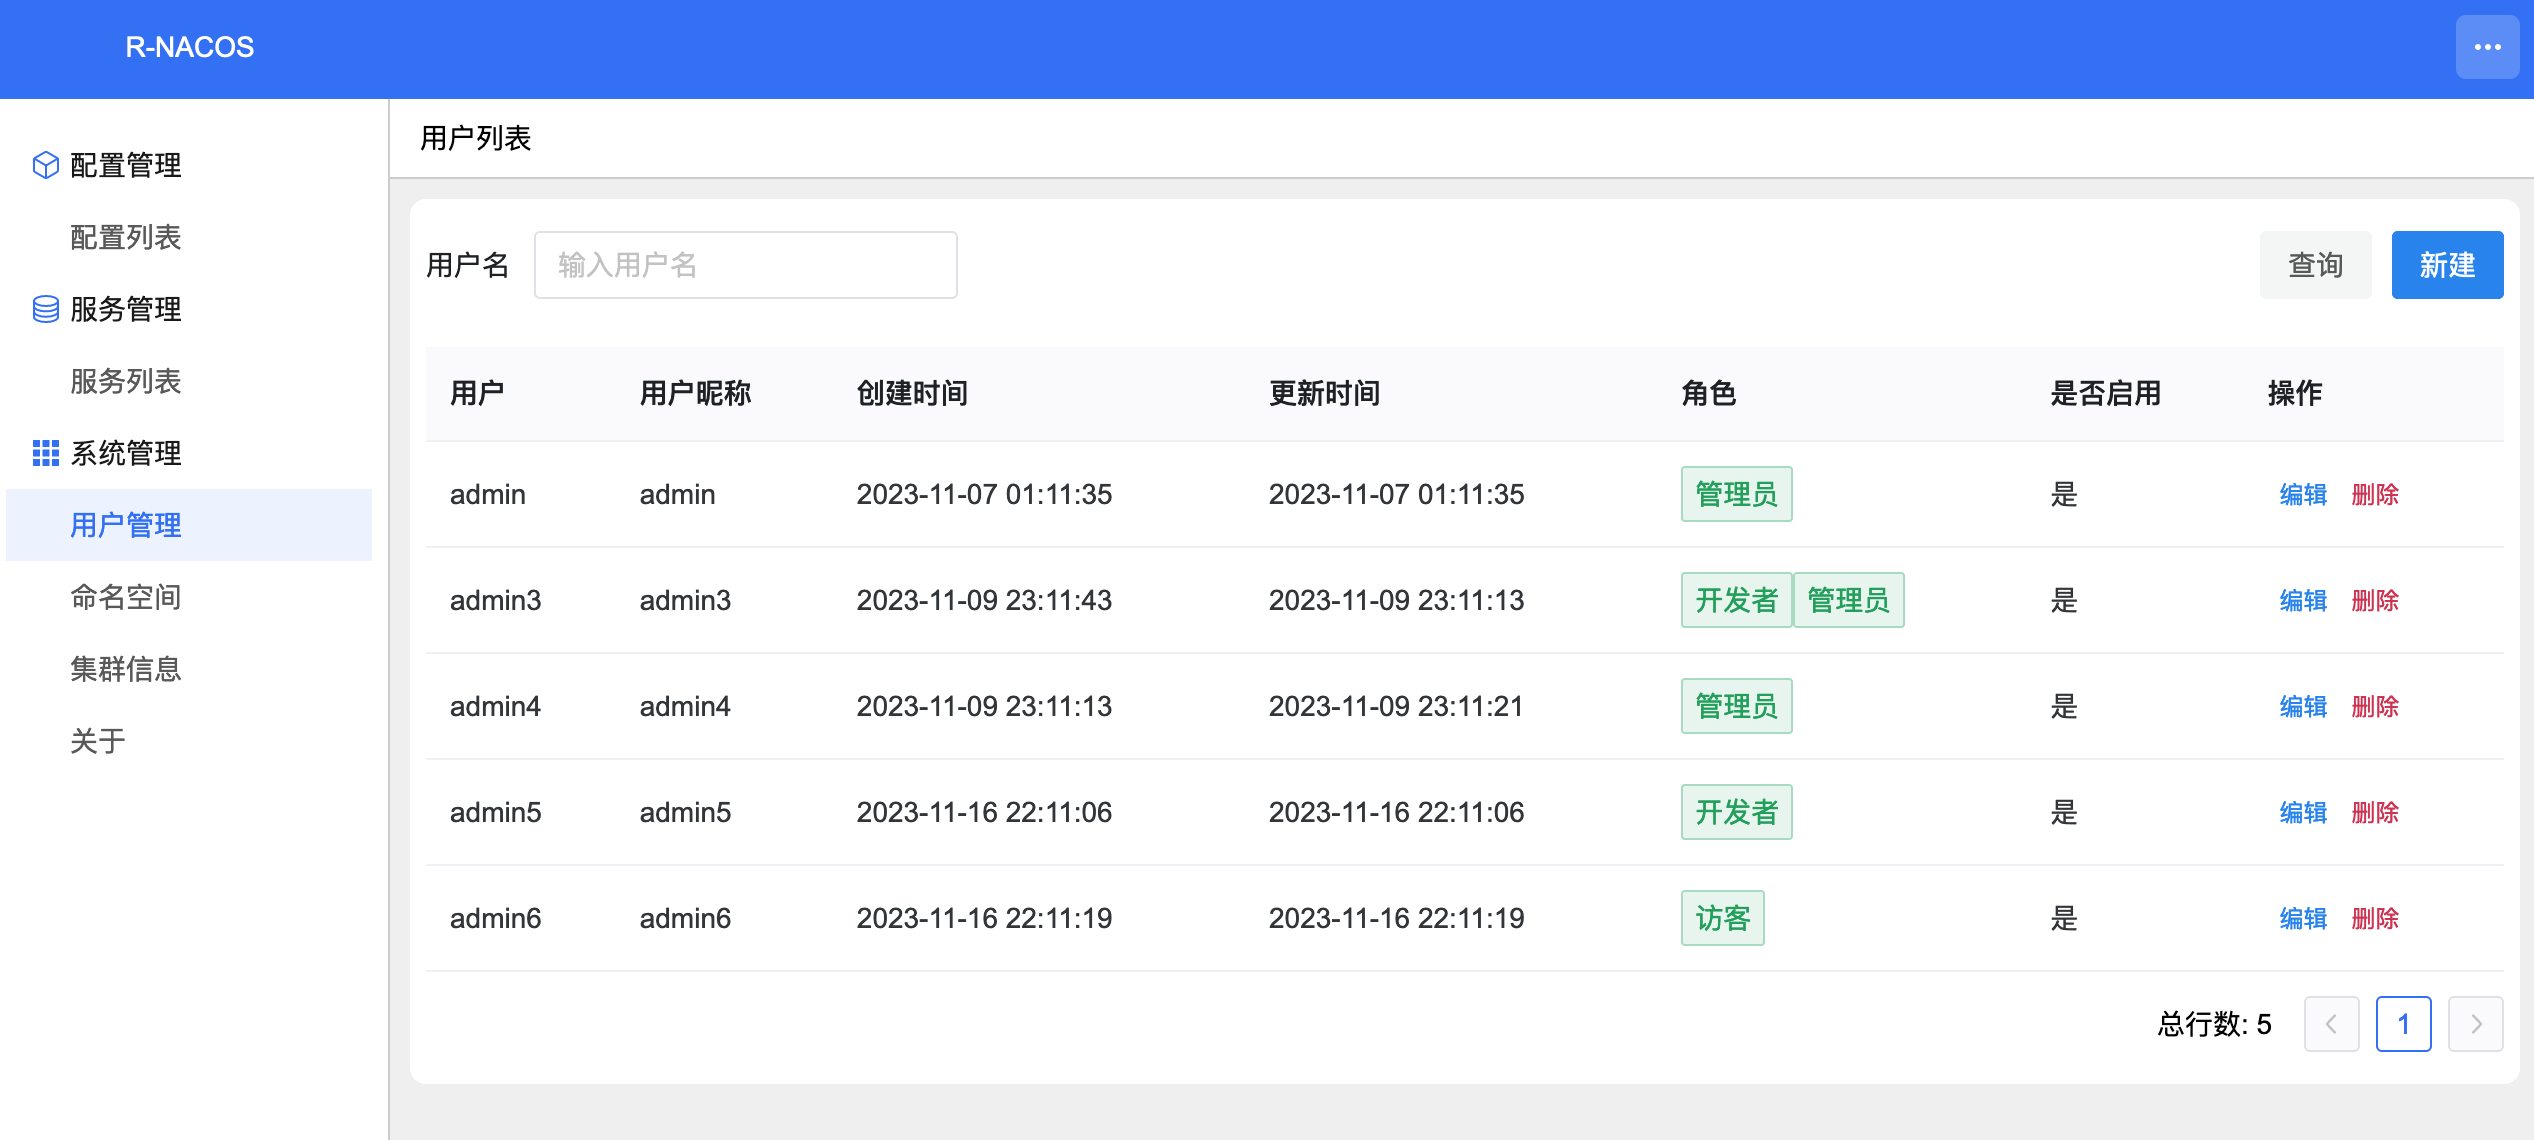 R-NACOS
配置管理
配置列表
服务管理
服务列表
系统管理
用户管理
命名空间
集群信息
关于
用户列表
用户名 输入用户名 查询 新建
用户 用户昵称 创建时间 更新时间 角色 是否启用 操作
admin admin 2023-11-07 01:11:35 2023-11-07 01:11:35 管理员 是 编辑 删除
admin3 admin3 2023-11-09 23:11:43 2023-11-09 23:11:13 开发者 管理员 是 编辑 删除
admin4 admin4 2023-11-09 23:11:13 2023-11-09 23:11:21 管理员 是 编辑 删除
admin5 admin5 2023-11-16 22:11:06 2023-11-16 22:11:06 开发者 是 编辑 删除
admin6 admin6 2023-11-16 22:11:19 2023-11-16 22:11:19 访客 是 编辑 删除
总行数: 5 1